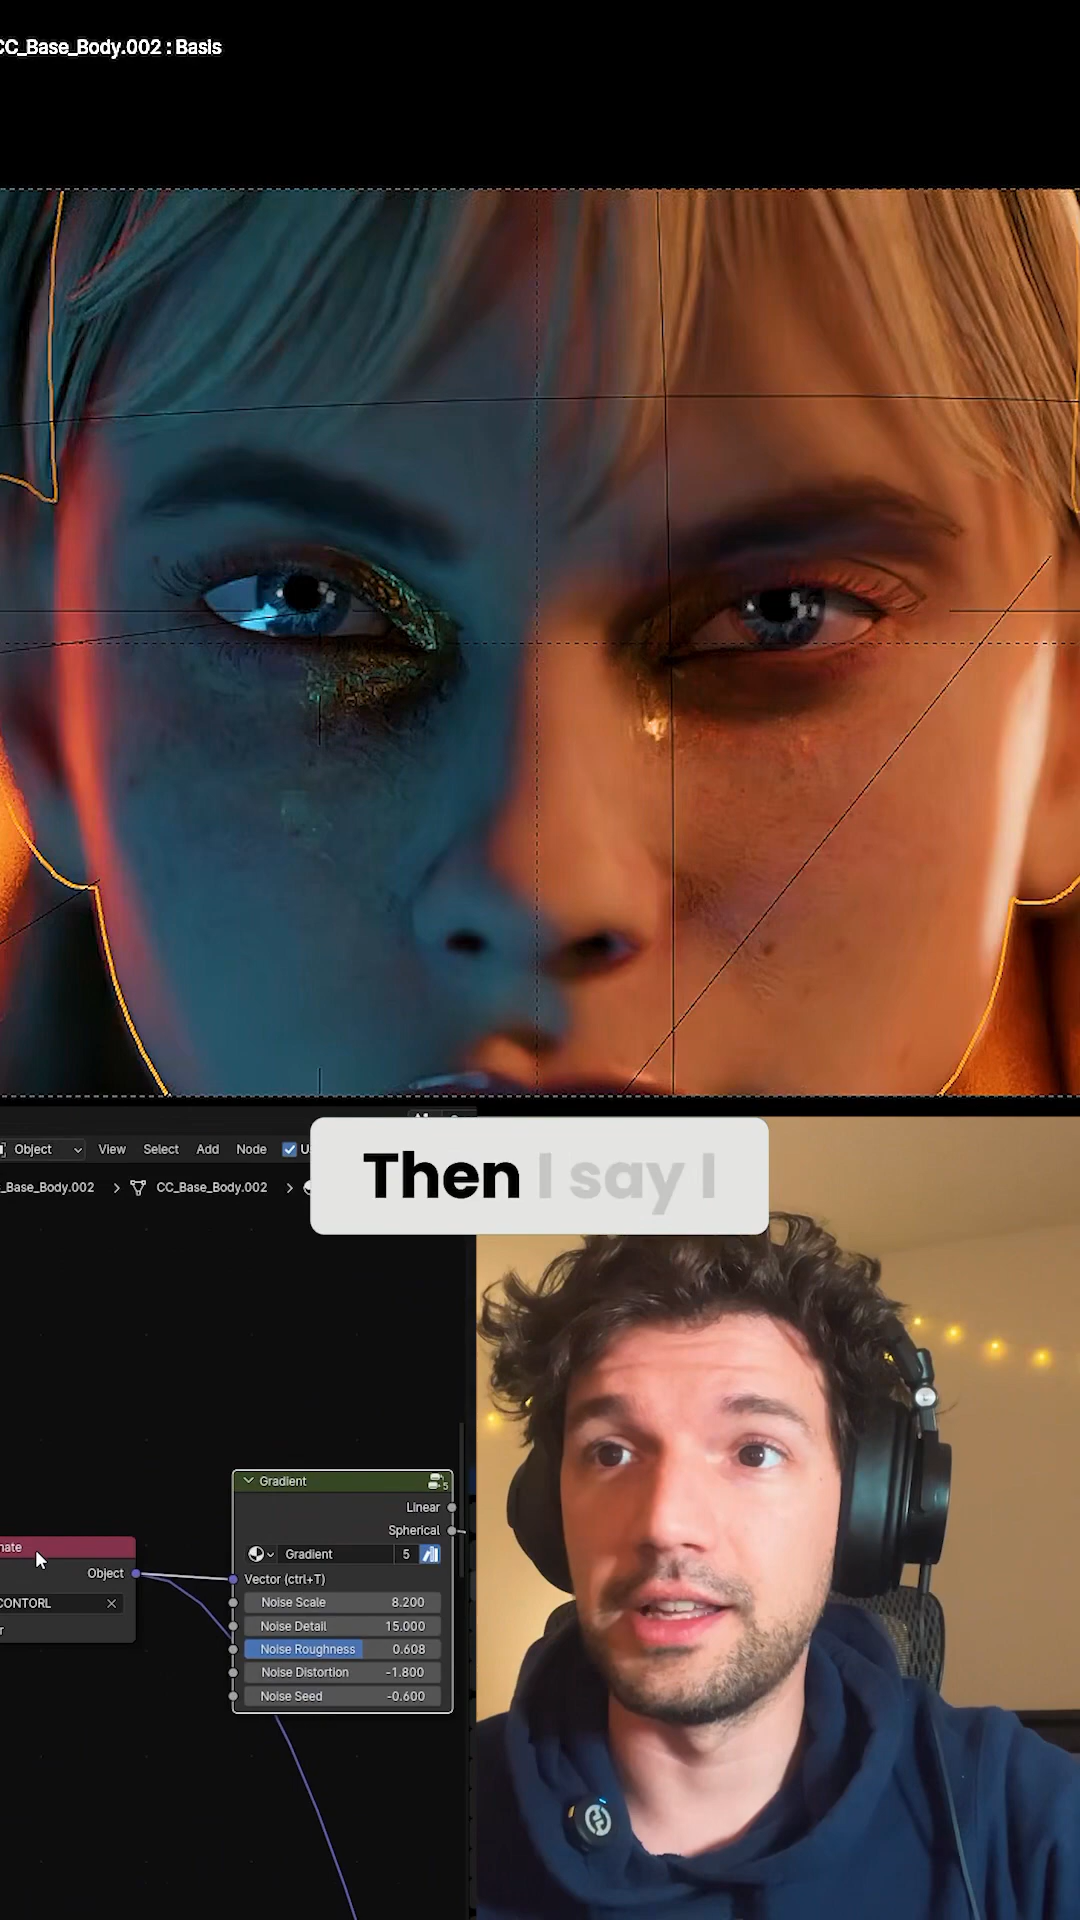 CC_Base_Body.002 : Basis
Object
View
Select
Add
Node
_Base_Body.002
CC_Base_Body.002
Then I say I
Gradient
5
Linear
Spherical
Gradient
5
Vector (ctrl+T)
Noise Scale 8.200
Noise Detail 15.000
Noise Roughness 0.608
Noise Distortion -1.800
Noise Seed -0.600
nate
Object
CONTORL
r